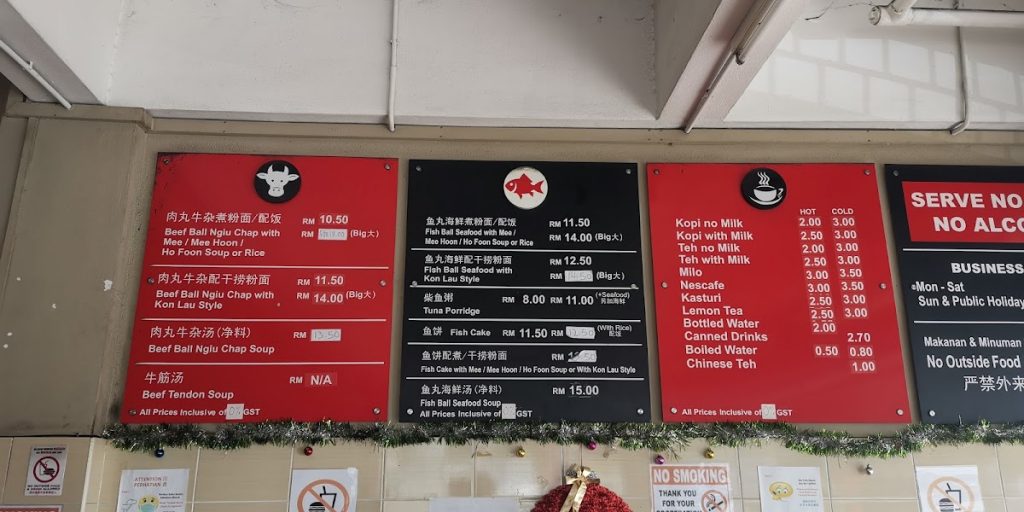 肉丸牛杂煮粉面/配饭
RM 10.50
Beef Ball Ngiu Chap with
Mee / Mee Hoon /
Ho Foon Soup or Rice
RM (Big大)
肉丸牛杂配干捞粉面
RM 11.50
Beef Ball Ngiu Chap with
Kon Lau Style
RM 14.00 (Big大)
肉丸牛杂汤(净料)
RM 13.50
Beef Ball Ngiu Chap Soup
牛筋汤
RM N/A
Beef Tendon Soup
All Prices Inclusive of GST
鱼丸海鲜煮粉面/配饭
RM 11.50
Fish Ball Seafood with Mee /
Mee Hoon / Ho Foon Soup or Rice
RM 14.00 (Big大)
鱼丸海鲜配干捞粉面
RM 12.50
Fish Ball Seafood with
Kon Lau Style
RM (Big大)
柴鱼粥
RM 8.00 RM 11.00 (+Seafood) 另加海鲜
Tuna Porridge
鱼饼 Fish Cake RM 11.50 RM (With Rice) 配饭
鱼饼配煮/干捞粉面
RM
Fish Cake with Mee / Mee Hoon / Ho Foon Soup or With Kon Lau Style
鱼丸海鲜汤(净料)
RM 15.00
Fish Ball Seafood Soup
All Prices Inclusive of GST
HOT COLD
Kopi no Milk 2.00 3.00
Kopi with Milk 2.50 3.00
Teh no Milk 2.00 3.00
Teh with Milk 2.50 3.00
Milo 3.00 3.50
Nescafe 3.00 3.50
Kasturi 2.50 3.00
Lemon Tea 2.50 3.00
Bottled Water 2.00
Canned Drinks 2.70
Boiled Water 0.50 0.80
Chinese Teh 1.00
All Prices Inclusive of GST
SERVE NO
NO ALCO
BUSINESS
Mon - Sat
Sun & Public Holiday
Makanan & Minuman
No Outside Food
严禁外来
ATTENTION
PERHATIAN
NO SMOKING
THANK YOU
FOR YOUR